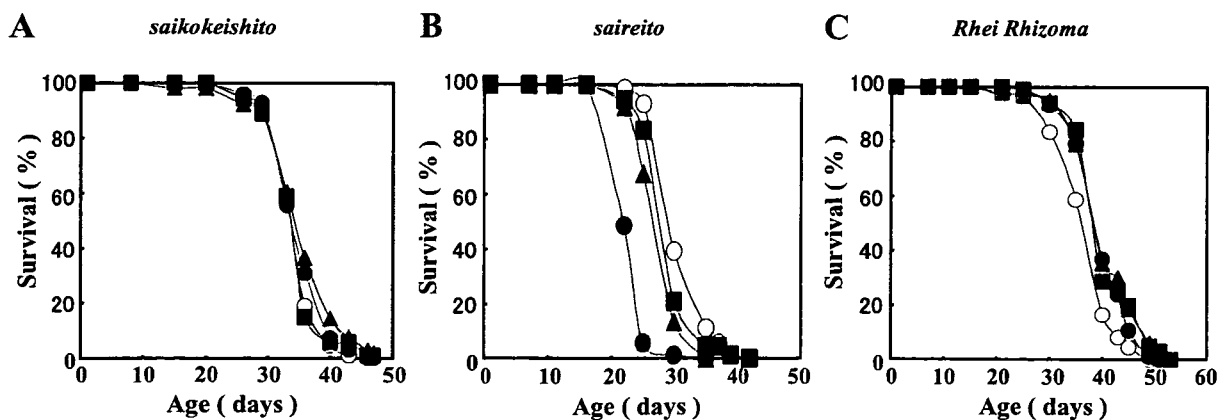 A saikokeishito
B saireito
C Rhei Rhizoma
Survival ( % )
100
80
60
40
20
0
0 10 20 30 40 50
Age ( days )
Survival ( % )
100
80
60
40
20
0
0 10 20 30 40 50
Age ( days )
Survival ( % )
100
80
60
40
20
0
0 10 20 30 40 50 60
Age ( days )